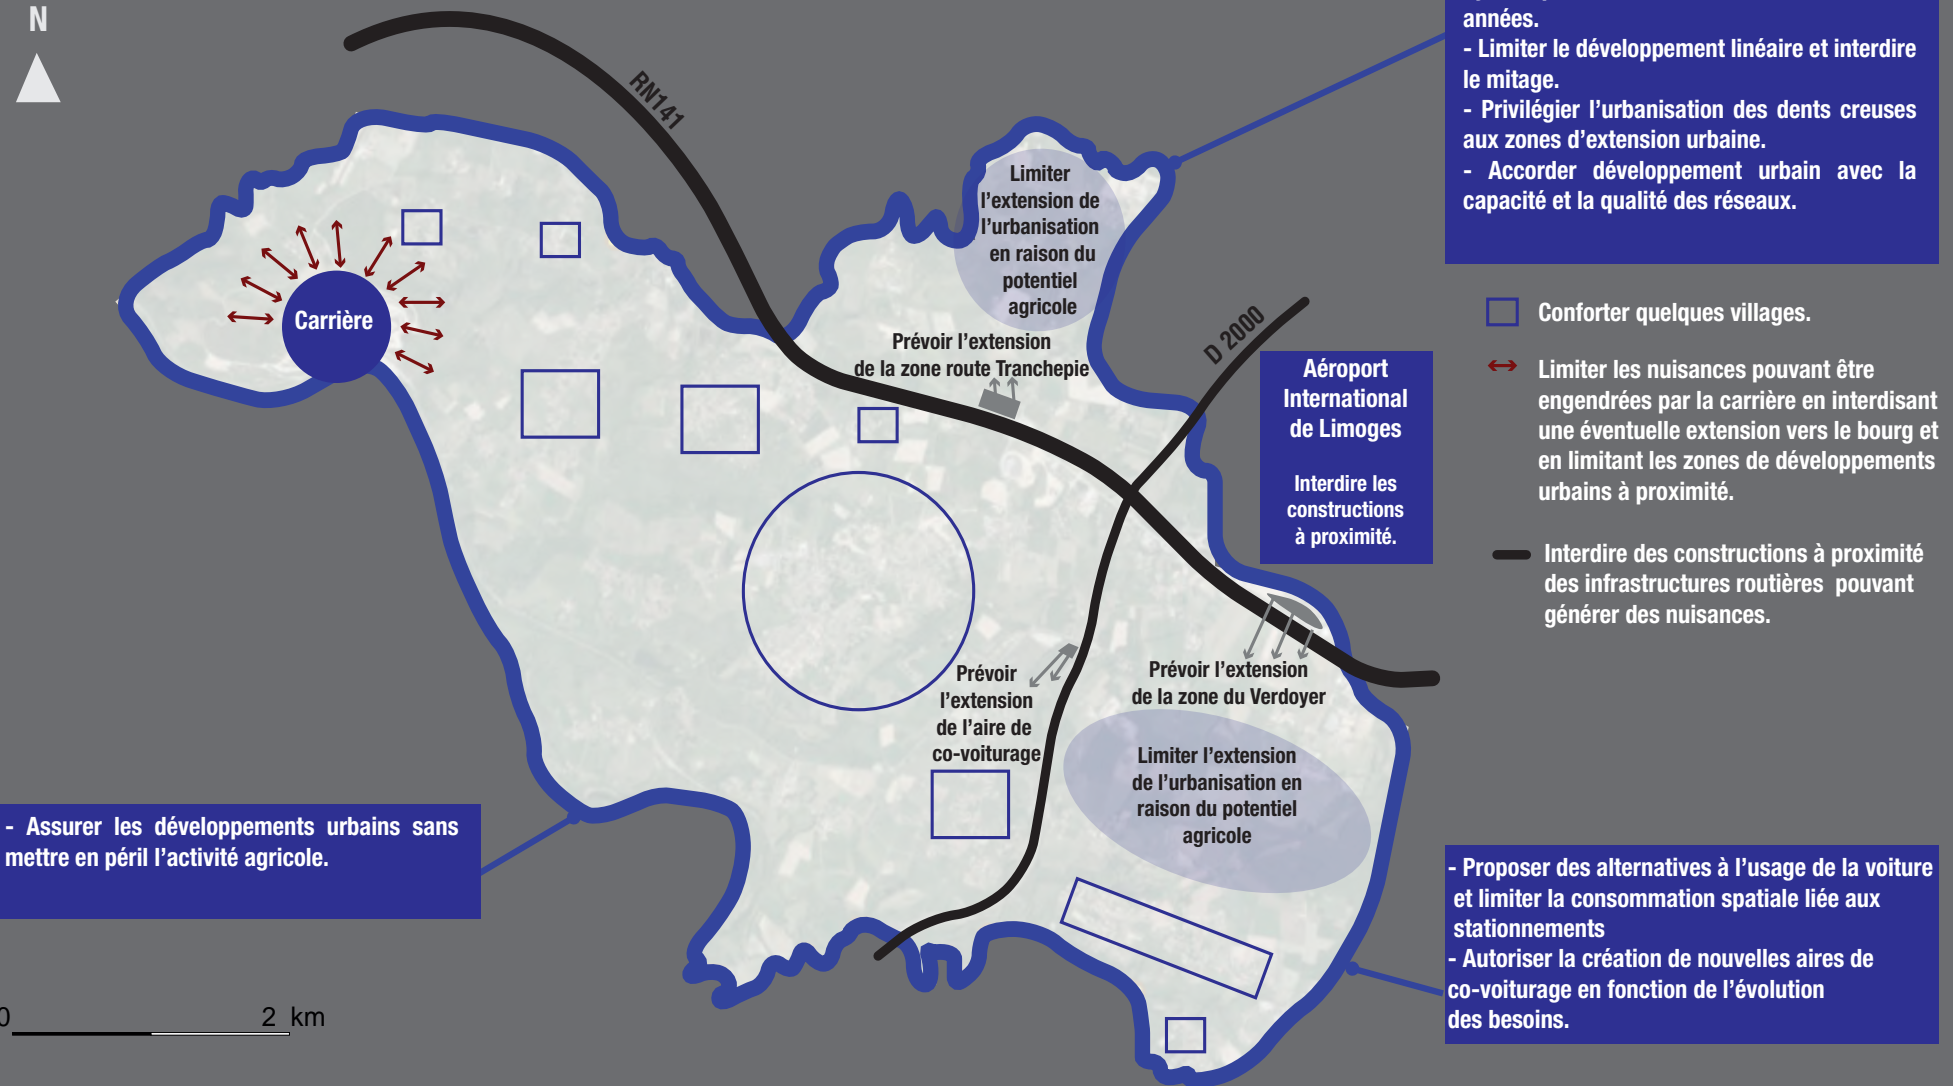 N
RN141
années.
- Limiter le développement linéaire et interdire
le mitage.
- Privilégier l'urbanisation des dents creuses
aux zones d'extension urbaine.
- Accorder développement urbain avec la
capacité et la qualité des réseaux.
Limiter
l'extension de
l'urbanisation
en raison du
potentiel
agricole
Carrière
Prévoir l'extension
de la zone route Tranchepie
D 2000
Aéroport
International
de Limoges
Interdire les
constructions
à proximité.
Conforter quelques villages.
Limiter les nuisances pouvant être
engendrées par la carrière en interdisant
une éventuelle extension vers le bourg et
en limitant les zones de développements
urbains à proximité.
Interdire des constructions à proximité
des infrastructures routières pouvant
générer des nuisances.
Prévoir
l'extension
de l'aire de
co-voiturage
Prévoir l'extension
de la zone du Verdoyer
Limiter l'extension
de l'urbanisation en
raison du potentiel
agricole
- Assurer les développements urbains sans
mettre en péril l'activité agricole.
- Proposer des alternatives à l'usage de la voiture
et limiter la consommation spatiale liée aux
stationnements
- Autoriser la création de nouvelles aires de
co-voiturage en fonction de l'évolution
des besoins.
0 2 km